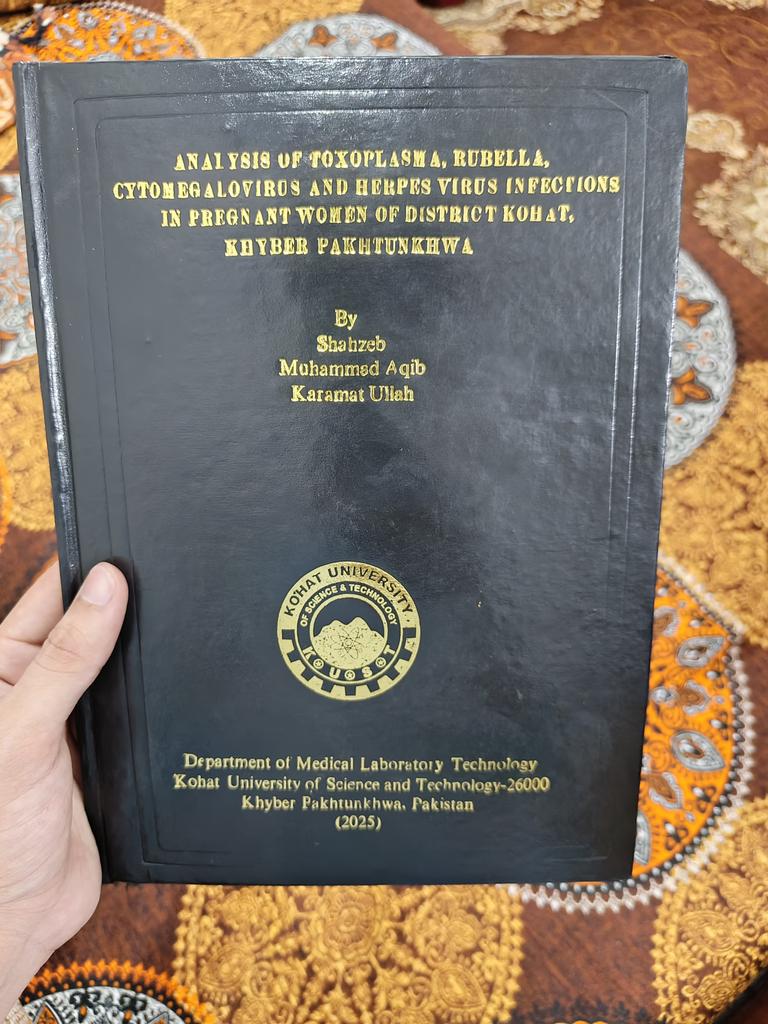 ANALYSIS OF TOXOPLASMA, RUBELLA,
CYTOMEGALOVIRUS AND HERPES VIRUS INFECTIONS
IN PREGNANT WOMEN OF DISTRICT KOHAT,
KHYBER PAKHTUNKHWA
By
Shahzeb
Muhammad Aqib
Karamat Ullah
KOHAT UNIVERSITY
OF SCIENCE & TECHNOLOGY
K U S T
Department of Medical Laboratory Technology
Kohat University of Science and Technology-26000
Khyber Pakhtunkhwa, Pakistan
(2025)